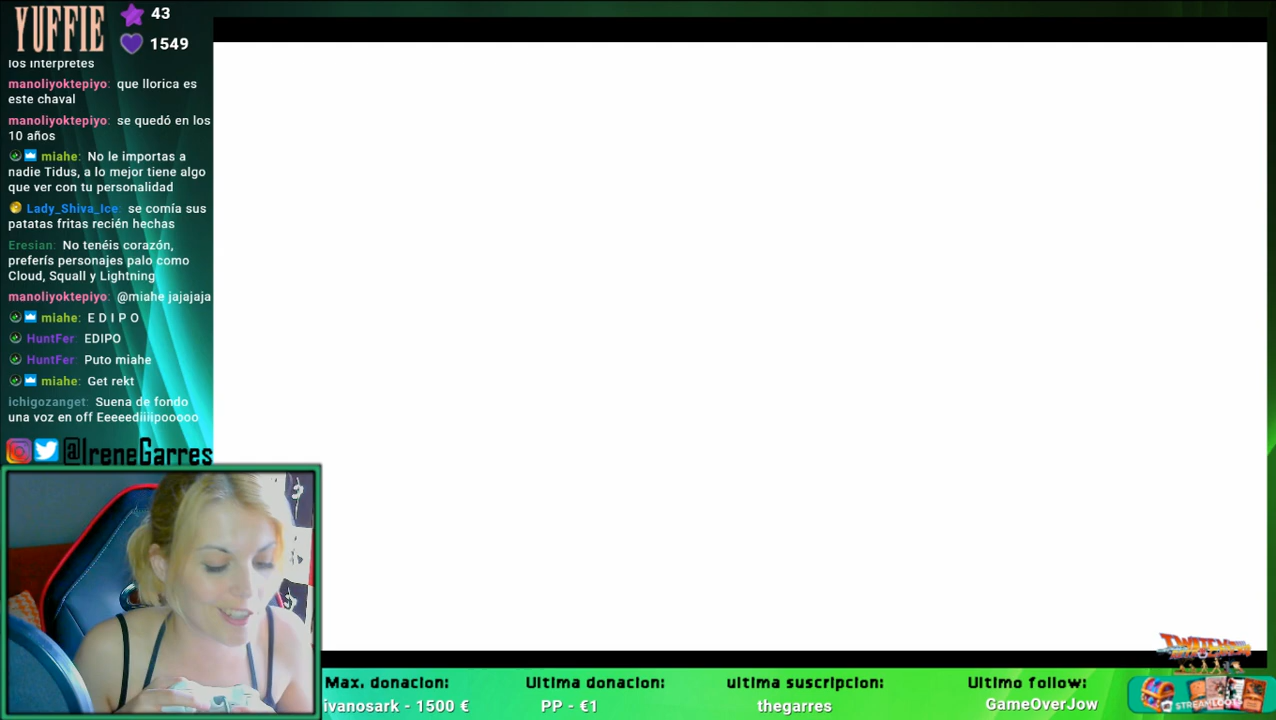 YUFFIE
43
1549
los interpretes
manoliyoktepiyo: que llorica es
este chaval
manoliyoktepiyo: se quedó en los
10 años
miahe: No le importas a
nadie Tidus, a lo mejor tiene algo
que ver con tu personalidad
Lady_Shiva_Ice: se comía sus
patatas fritas recién hechas
Eresian: No tenéis corazón,
preferís personajes palo como
Cloud, Squall y Lightning
manoliyoktepiyo: @miahe jajajaja
miahe: E D I P O
HuntFer: EDIPO
HuntFer: Puto miahe
miahe: Get rekt
ichigozanget: Suena de fondo
una voz en off Eeeeediiiipooooo
@IreneGarres
Max. donacion:
ivanosark - 1500 €
Ultima donacion:
PP - €1
ultima suscripcion:
thegarres
Ultimo follow:
GameOverJow
STREAMLOOTS